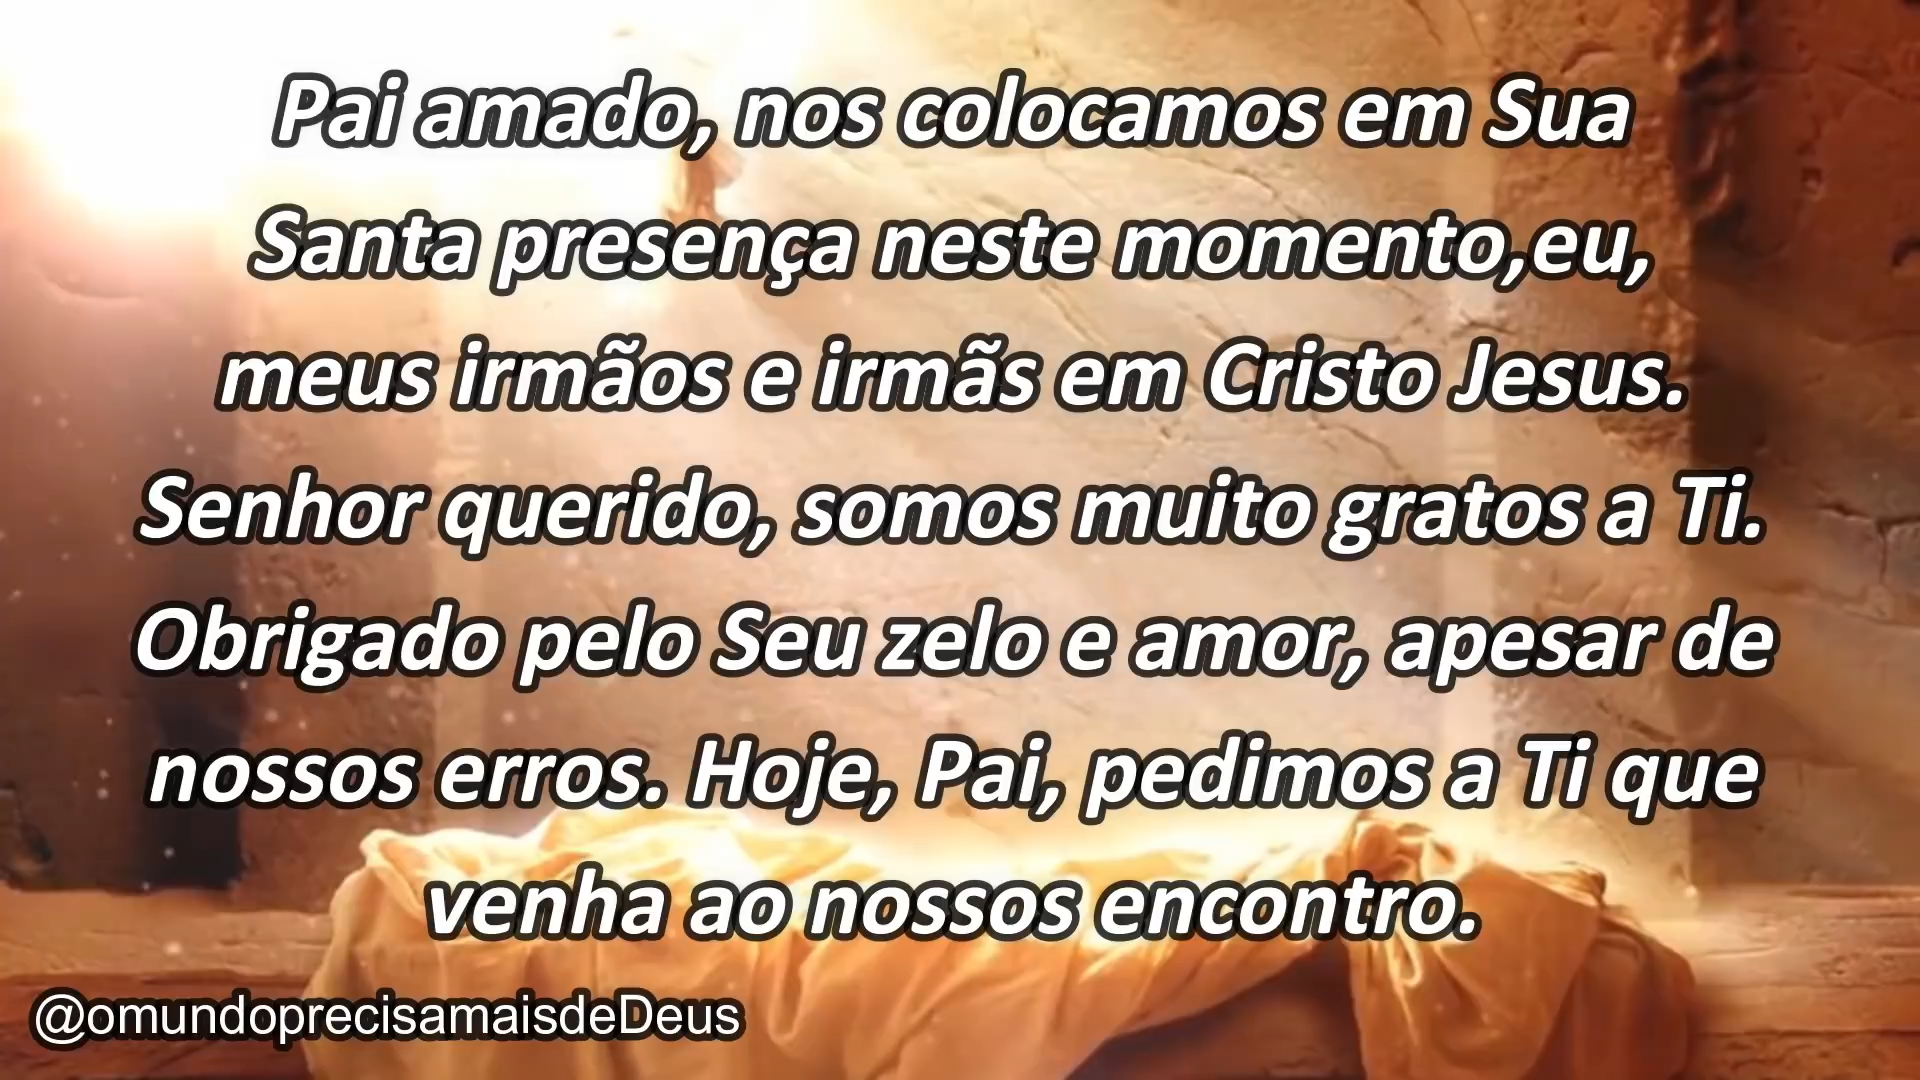 Pai amado, nos colocamos em Sua
Santa presença neste momento,eu,
meus irmãos e irmãs em Cristo Jesus.
Senhor querido, somos muito gratos a Ti.
Obrigado pelo Seu zelo e amor, apesar de
nossos erros. Hoje, Pai, pedimos a Ti que
venha ao nossos encontro.
@omundoprecisamaisdeDeus